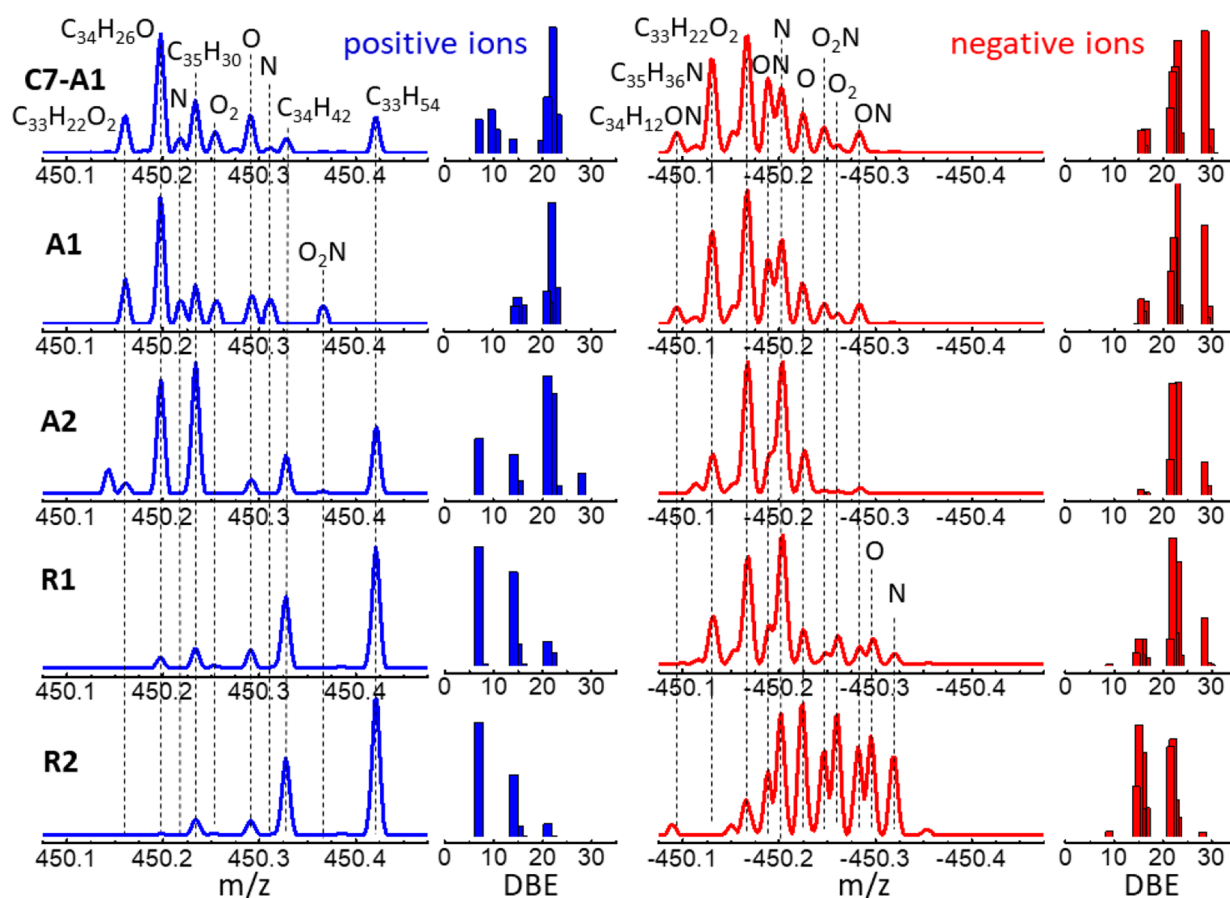 positive ions
negative ions
C7-A1
C₃₃H₂₂O₂
C₃₄H₂₆O
N
C₃₅H₃₀
O₂
O
N
C₃₄H₄₂
C₃₃H₅₄
C₃₄H₁₂ON
C₃₅H₃₆N
C₃₃H₂₂O₂
ON
N
O
O₂N
O₂
ON
450.1 450.2 450.3 450.4 0 10 20 30 -450.1 -450.2 -450.3 -450.4 0 10 20 30
A1
O₂N
450.1 450.2 450.3 450.4 0 10 20 30 -450.1 -450.2 -450.3 -450.4 0 10 20 30
A2
450.1 450.2 450.3 450.4 0 10 20 30 -450.1 -450.2 -450.3 -450.4 0 10 20 30
R1
O
N
450.1 450.2 450.3 450.4 0 10 20 30 -450.1 -450.2 -450.3 -450.4 0 10 20 30
R2
450.1 450.2 450.3 450.4 0 10 20 30 -450.1 -450.2 -450.3 -450.4 0 10 20 30
m/z DBE m/z DBE